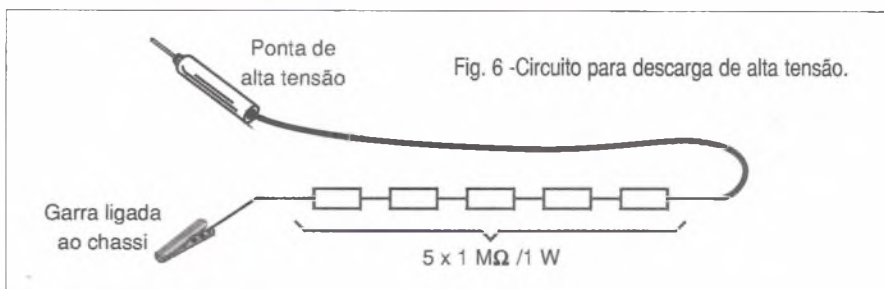 Ponta de
alta tensão
Fig. 6 -Circuito para descarga de alta tensão.
Garra ligada
ao chassi
5 x 1 MΩ /1 W